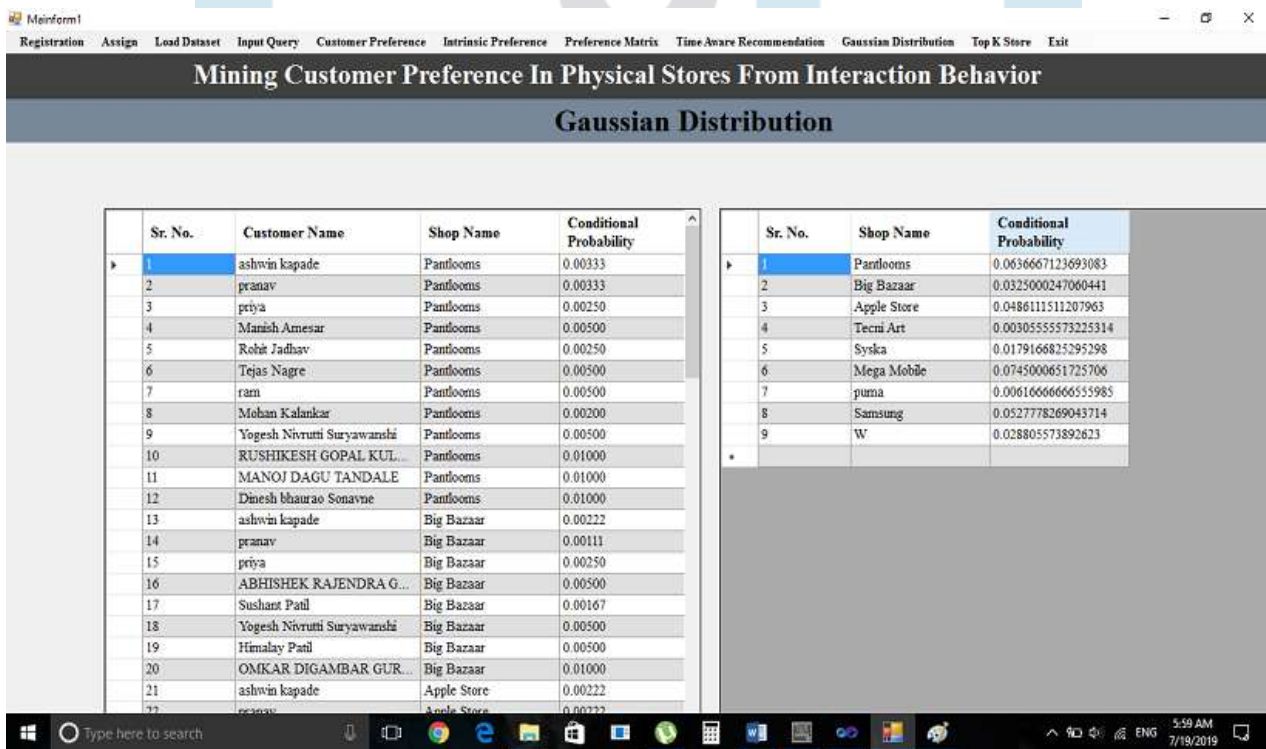 Mainform1
Registration Assign Load Dataset Input Query Customer Preference Intrinsic Preference Preference Matrix Time Aware Recommendation Gaussian Distribution Top K Store Exit
Mining Customer Preference In Physical Stores From Interaction Behavior
Gaussian Distribution
Sr. No. Customer Name Shop Name Conditional Probability
1 ashwin kapade Pantlooms 0.00333
2 pranav Pantlooms 0.00333
3 priya Pantlooms 0.00250
4 Manish Amesar Pantlooms 0.00500
5 Rohit Jadhav Pantlooms 0.00250
6 Tejas Nagre Pantlooms 0.00500
7 ram Pantlooms 0.00500
8 Mohan Kalankar Pantlooms 0.00200
9 Yogesh Nivrutti Suryawanshi Pantlooms 0.00500
10 RUSHIKESH GOPAL KUL... Pantlooms 0.01000
11 MANOJ DAGU TANDALE Pantlooms 0.01000
12 Dinesh bhaurao Sonavne Pantlooms 0.01000
13 ashwin kapade Big Bazaar 0.00222
14 pranav Big Bazaar 0.00111
15 priya Big Bazaar 0.00250
16 ABHISHEK RAJENDRA G... Big Bazaar 0.00500
17 Sushant Patil Big Bazaar 0.00167
18 Yogesh Nivrutti Suryawanshi Big Bazaar 0.00500
19 Himalay Patil Big Bazaar 0.00500
20 OMKAR DIGAMBAR GUR... Big Bazaar 0.01000
21 ashwin kapade Apple Store 0.00222
22 pranav Apple Store 0.00222
Sr. No. Shop Name Conditional Probability
1 Pantlooms 0.0636667123693083
2 Big Bazaar 0.0325000247060441
3 Apple Store 0.0486111511207963
4 Tecni Art 0.00305555573225314
5 Syska 0.0179166825295298
6 Mega Mobile 0.0745000651725706
7 puma 0.00616666666555985
8 Samsung 0.0527778269043714
9 W 0.028805573892623
Type here to search
ENG
5:59 AM
7/19/2019